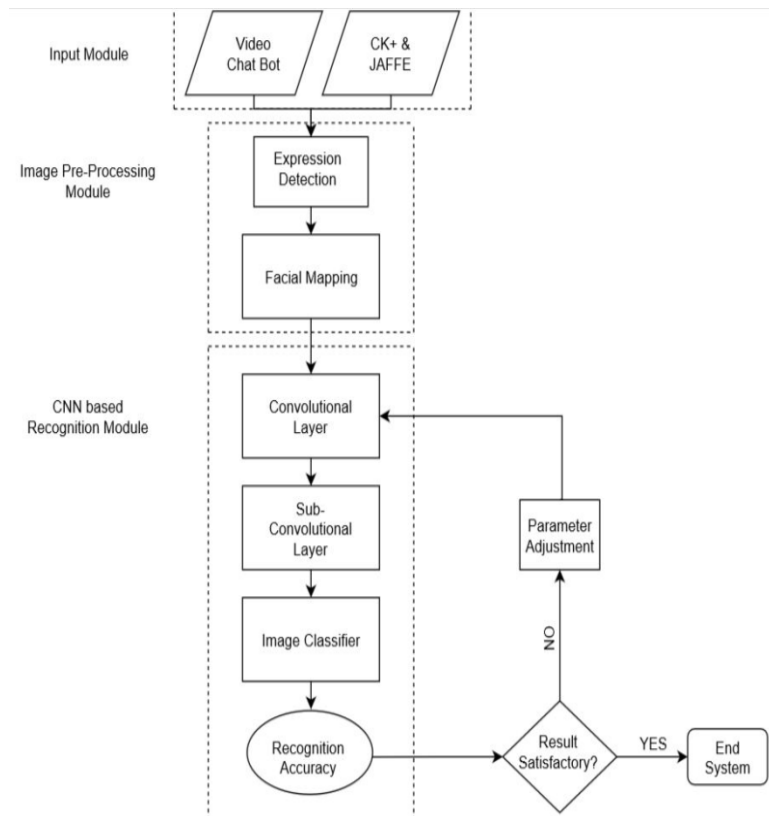 Input Module
Video
Chat Bot
CK+ &
JAFFE
Image Pre-Processing
Module
Expression
Detection
Facial Mapping
CNN based
Recognition Module
Convolutional
Layer
Sub-
Convolutional
Layer
Image Classifier
Recognition
Accuracy
Parameter
Adjustment
NO
Result
Satisfactory?
YES
End
System